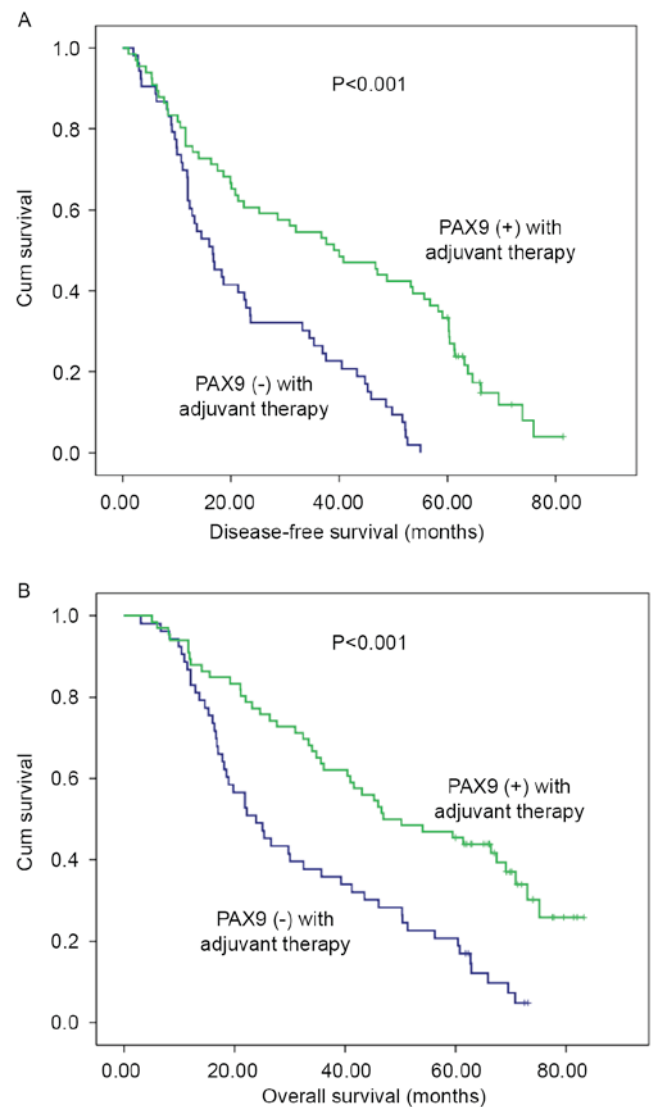 A
1.0
0.8
0.6
0.4
0.2
0.0
Cum survival
P<0.001
PAX9 (+) with
adjuvant therapy
PAX9 (-) with
adjuvant therapy
0.00 20.00 40.00 60.00 80.00
Disease-free survival (months)
B
1.0
0.8
0.6
0.4
0.2
0.0
Cum survival
P<0.001
PAX9 (+) with
adjuvant therapy
PAX9 (-) with
adjuvant therapy
0.00 20.00 40.00 60.00 80.00
Overall survival (months)